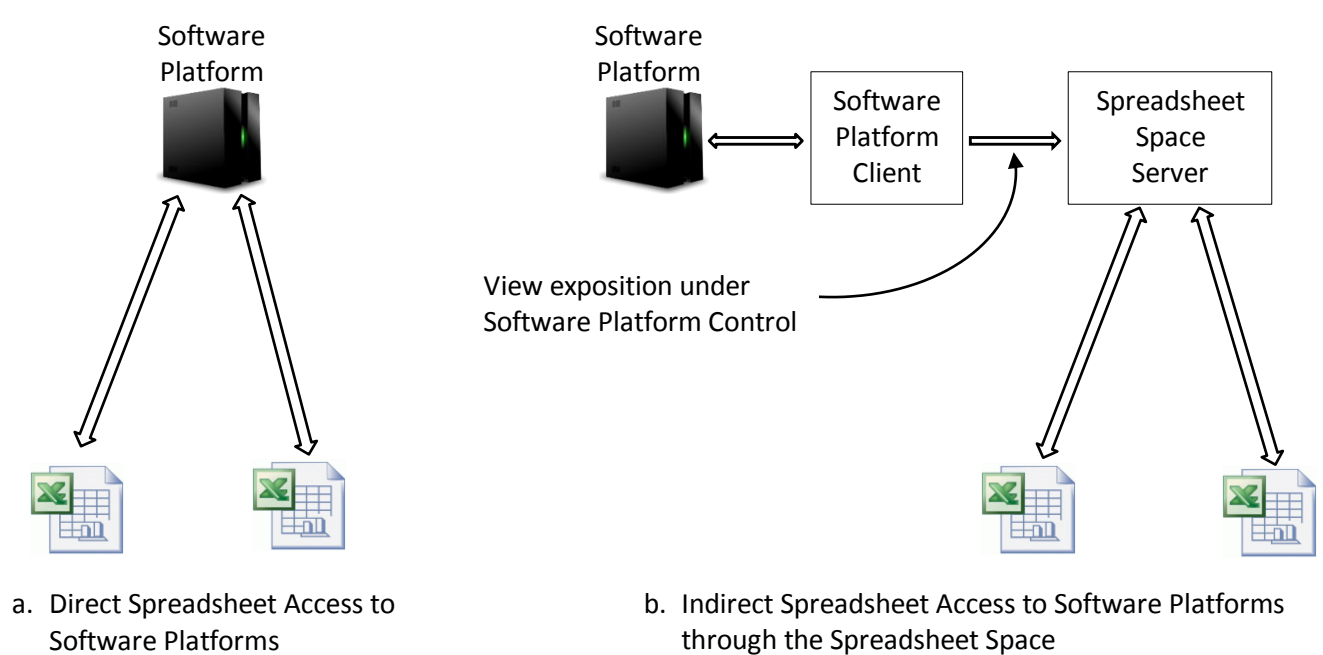 Software
Platform
Software
Platform
Software
Platform
Client
Spreadsheet
Space
Server
View exposition under
Software Platform Control
a. Direct Spreadsheet Access to
Software Platforms
b. Indirect Spreadsheet Access to Software Platforms
through the Spreadsheet Space